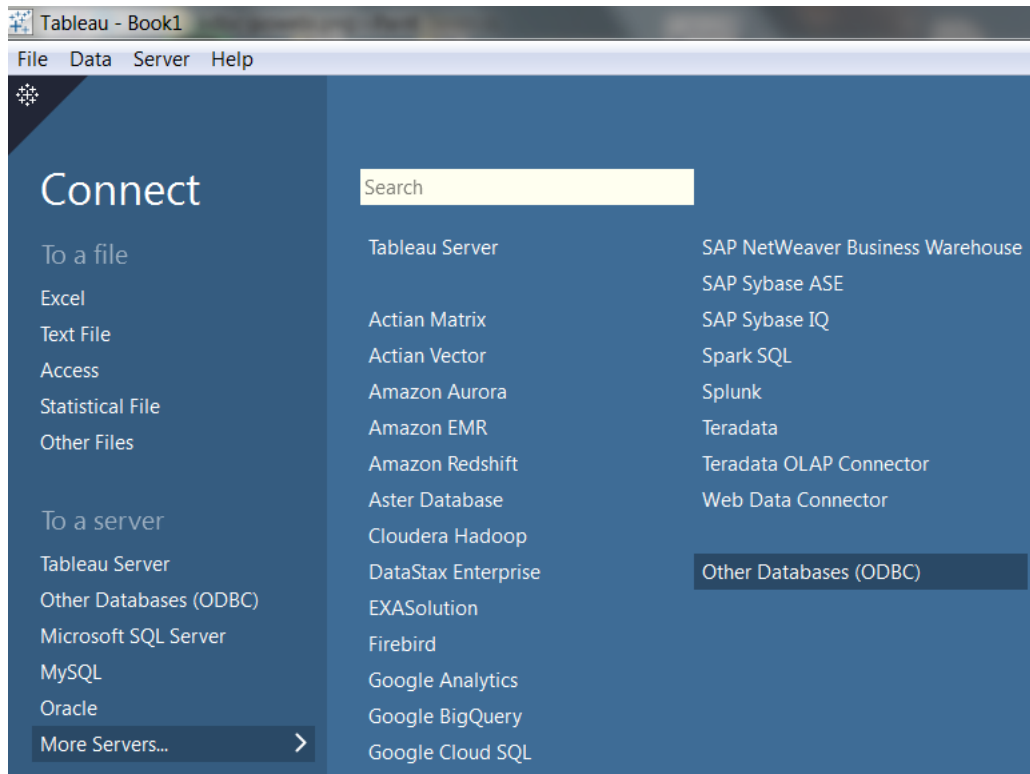 Tableau - Book1
File Data Server Help
Connect
To a file
Excel
Text File
Access
Statistical File
Other Files
To a server
Tableau Server
Other Databases (ODBC)
Microsoft SQL Server
MySQL
Oracle
More Servers...
Search
Tableau Server
Actian Matrix
Actian Vector
Amazon Aurora
Amazon EMR
Amazon Redshift
Aster Database
Cloudera Hadoop
DataStax Enterprise
EXASolution
Firebird
Google Analytics
Google BigQuery
Google Cloud SQL
SAP NetWeaver Business Warehouse
SAP Sybase ASE
SAP Sybase IQ
Spark SQL
Splunk
Teradata
Teradata OLAP Connector
Web Data Connector
Other Databases (ODBC)